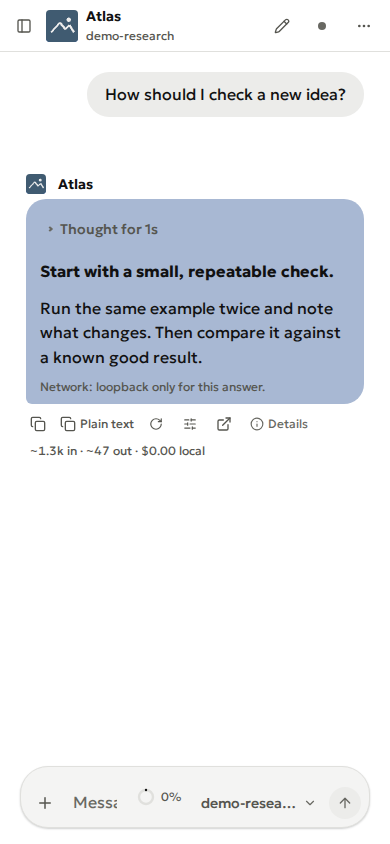 Atlas
demo-research
How should I check a new idea?
Atlas
Thought for 1s
Start with a small, repeatable check.
Run the same example twice and note
what changes. Then compare it against
a known good result.
Network: loopback only for this answer.
Plain text
Details
~1.3k in · ~47 out · $0.00 local
0%
demo-resea...